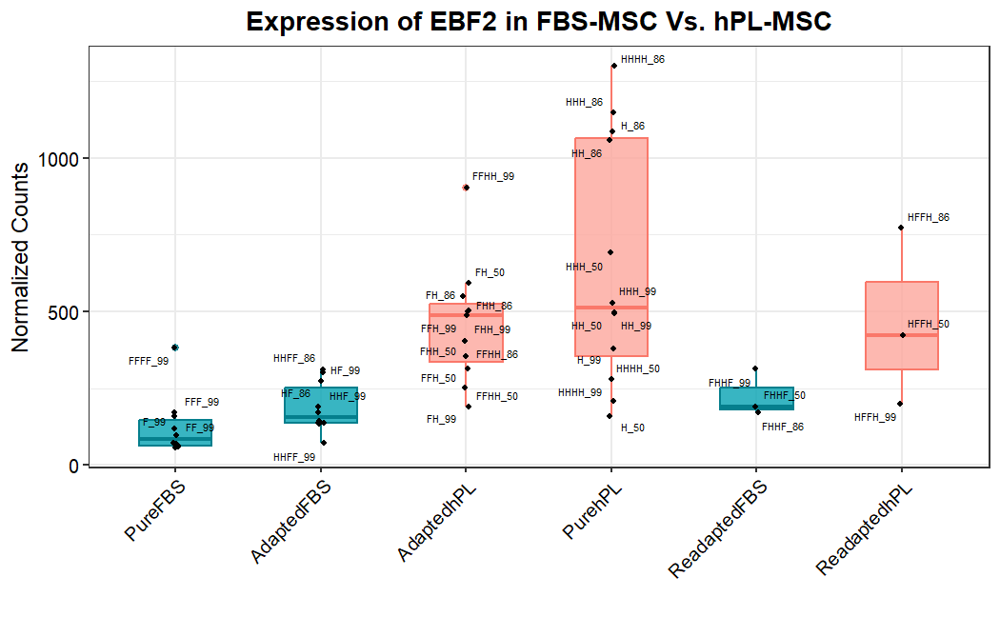 Expression of EBF2 in FBS-MSC Vs. hPL-MSC
Normalized Counts
1000
500
0
HHHH_86
HHH_86
H_86
HH_86
FFHH_99
HFFH_86
HHH_50
FH_50
HHH_99
FH_86
FHH_86
HH_50
HH_99
HFFH_50
FFH_99
FHH_99
FHH_50
FFHH_86
FFFF_99
HHFF_86
HF_99
H_99
HHHH_50
FFH_50
FHHF_99
HHHH_99
HF_86
HHF_99
FFHH_50
FHHF_50
FFF_99
FH_99
HFFH_99
F_99
FF_99
H_50
FHHF_86
HHFF_99
PureFBS
AdaptedFBS
AdaptedhPL
PurehPL
ReadaptedFBS
ReadaptedhPL